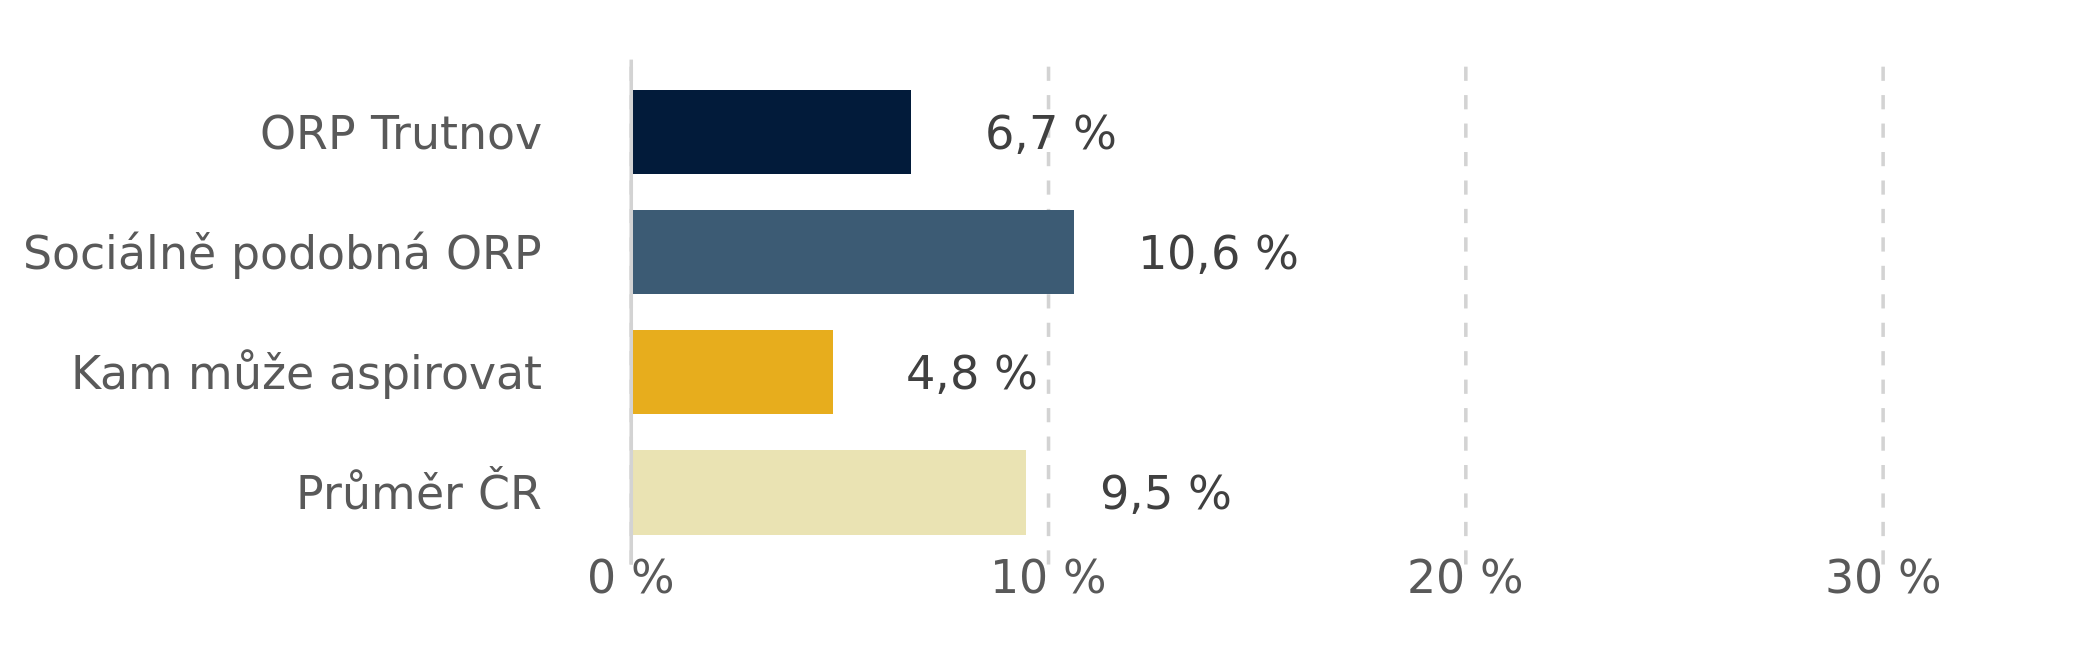 ORP Trutnov 6,7 %
Sociálně podobná ORP 10,6 %
Kam může aspirovat 4,8 %
Průměr ČR 9,5 %
0 % 10 % 20 % 30 %